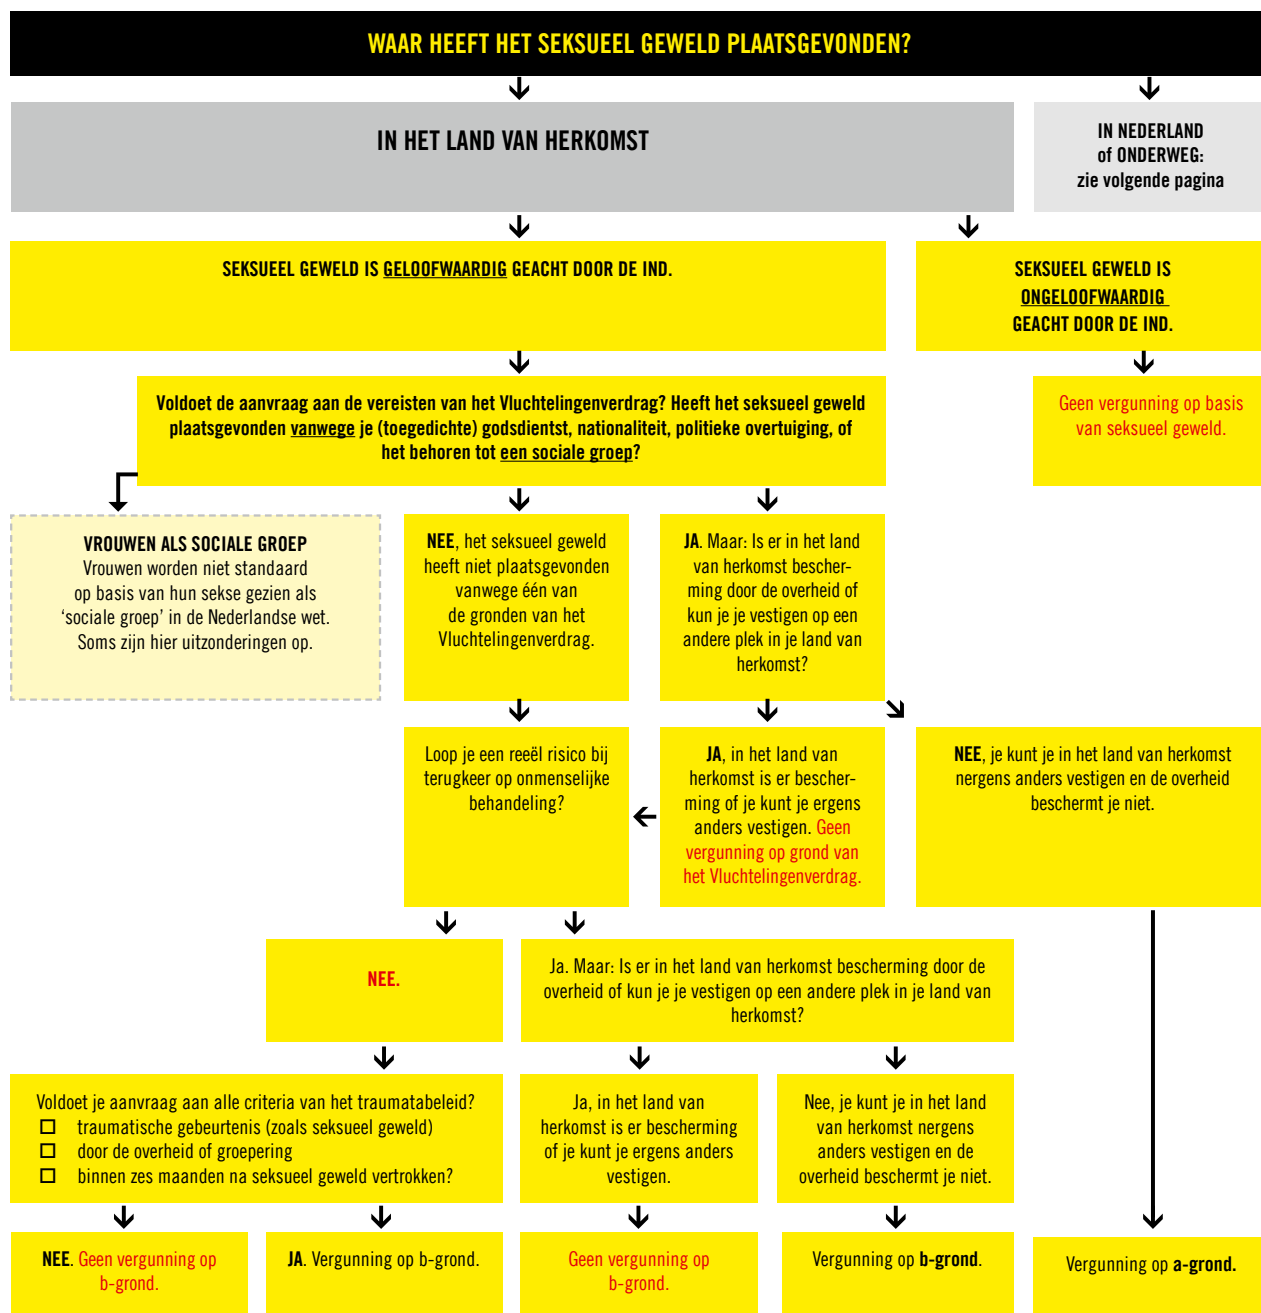 WAAR HEEFT HET SEKSUEEL GEWELD PLAATSGEVONDEN?
IN HET LAND VAN HERKOMST
IN NEDERLAND
of ONDERWEG:
zie volgende pagina
SEKSUEEL GEWELD IS GELOOFWAARDIG GEACHT DOOR DE IND.
SEKSUEEL GEWELD IS
ONGELOOFWAARDIG
GEACHT DOOR DE IND.
Voldoet de aanvraag aan de vereisten van het Vluchtelingenverdrag? Heeft het seksueel geweld
plaatsgevonden vanwege je (toegedichte) godsdienst, nationaliteit, politieke overtuiging, of
het behoren tot een sociale groep?
Geen vergunning op basis
van seksueel geweld.
VROUWEN ALS SOCIALE GROEP
Vrouwen worden niet standaard
op basis van hun sekse gezien als
‘sociale groep’ in de Nederlandse wet.
Soms zijn hier uitzonderingen op.
NEE, het seksueel geweld
heeft niet plaatsgevonden
vanwege één van
de gronden van het
Vluchtelingenverdrag.
JA. Maar: Is er in het land
van herkomst bescher-
ming door de overheid of
kun je je vestigen op een
andere plek in je land van
herkomst?
Loop je een reeël risico bij
terugkeer op onmenselijke
behandeling?
JA, in het land van
herkomst is er bescher-
ming of je kunt je ergens
anders vestigen. Geen
vergunning op grond van
het Vluchtelingenverdrag.
NEE, je kunt je in het land van herkomst
nergens anders vestigen en de overheid
beschermt je niet.
NEE.
Ja. Maar: Is er in het land van herkomst bescherming door de
overheid of kun je je vestigen op een andere plek in je land van
herkomst?
Voldoet je aanvraag aan alle criteria van het traumatabeleid?
☐ traumatische gebeurtenis (zoals seksueel geweld)
☐ door de overheid of groepering
☐ binnen zes maanden na seksueel geweld vertrokken?
Ja, in het land van
herkomst is er bescherming
of je kunt je ergens anders
vestigen.
Nee, je kunt je in het land
van herkomst nergens
anders vestigen en de
overheid beschermt je niet.
NEE. Geen vergunning op
b-grond.
JA. Vergunning op b-grond.
Geen vergunning op
b-grond.
Vergunning op b-grond.
Vergunning op a-grond.